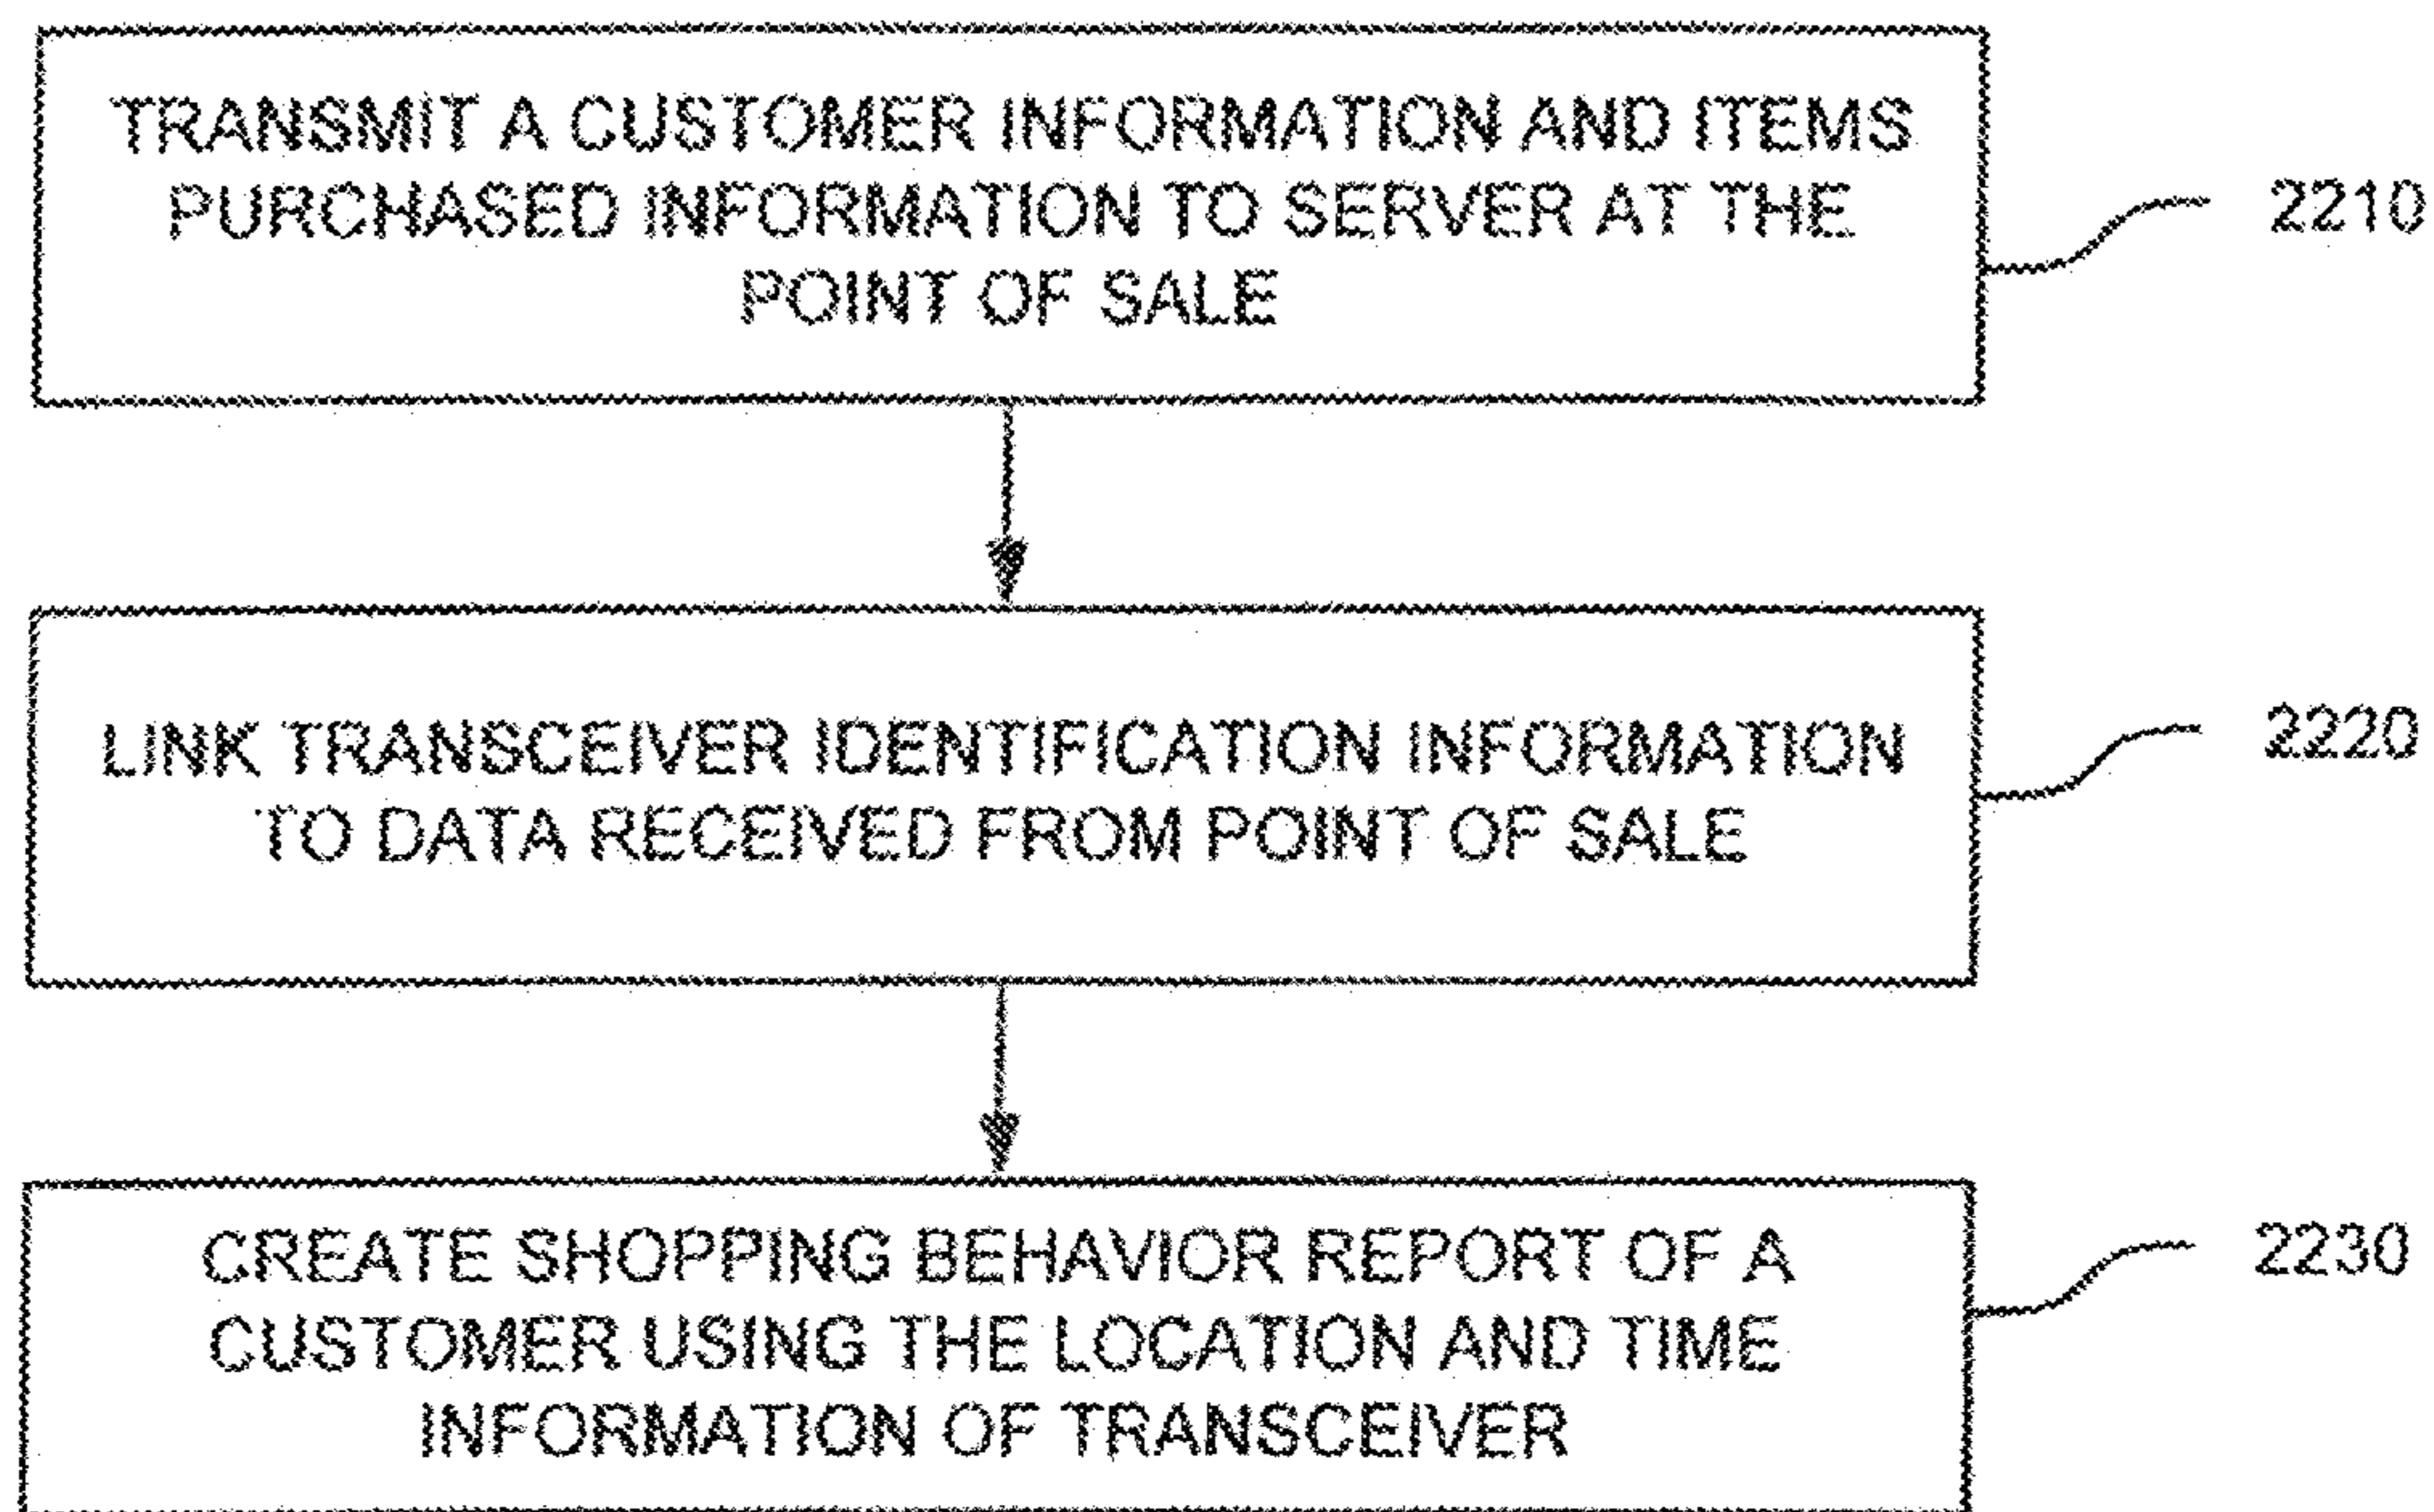 TRANSMIT A CUSTOMER INFORMATION AND ITEMS
PURCHASED INFORMATION TO SERVER AT THE
POINT OF SALE
2210
LINK TRANSCEIVER IDENTIFICATION INFORMATION
TO DATA RECEIVED FROM POINT OF SALE
2220
CREATE SHOPPING BEHAVIOR REPORT OF A
CUSTOMER USING THE LOCATION AND TIME
INFORMATION OF TRANSCEIVER
2230